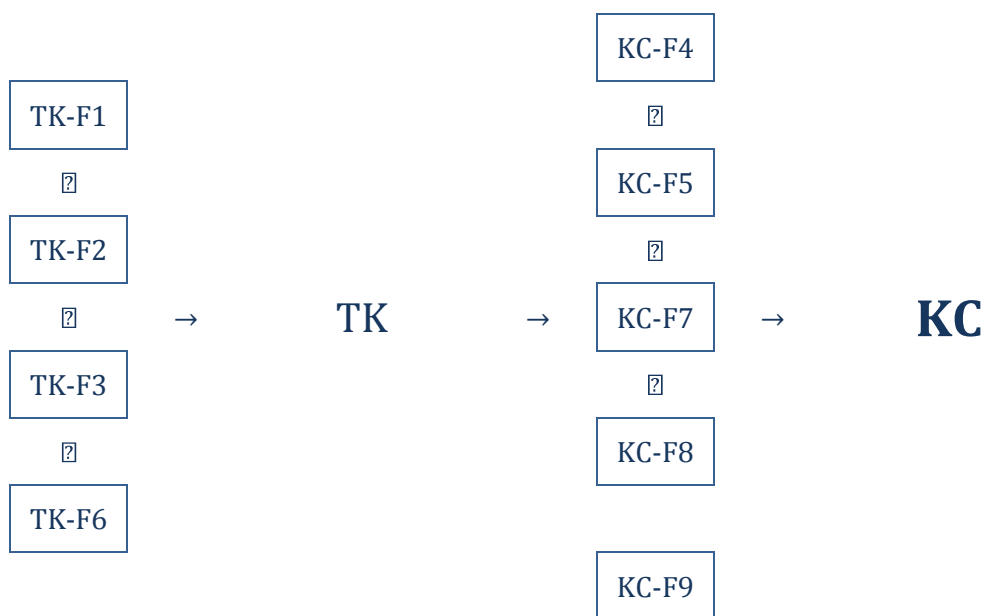 TK-F1
TK-F2
TK-F3
TK-F6
→ TK →
KC-F4
KC-F5
KC-F7
KC-F8
KC-F9
→ KC